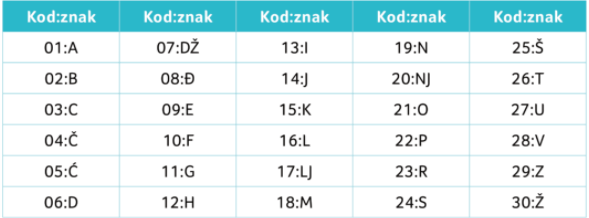 Kod:znak Kod:znak Kod:znak Kod:znak Kod:znak
01:A 07:DŽ 13:I 19:N 25:Š
02:B 08:Đ 14:J 20:NJ 26:T
03:C 09:E 15:K 21:O 27:U
04:Č 10:F 16:L 22:P 28:V
05:Ć 11:G 17:LJ 23:R 29:Z
06:D 12:H 18:M 24:S 30:Ž